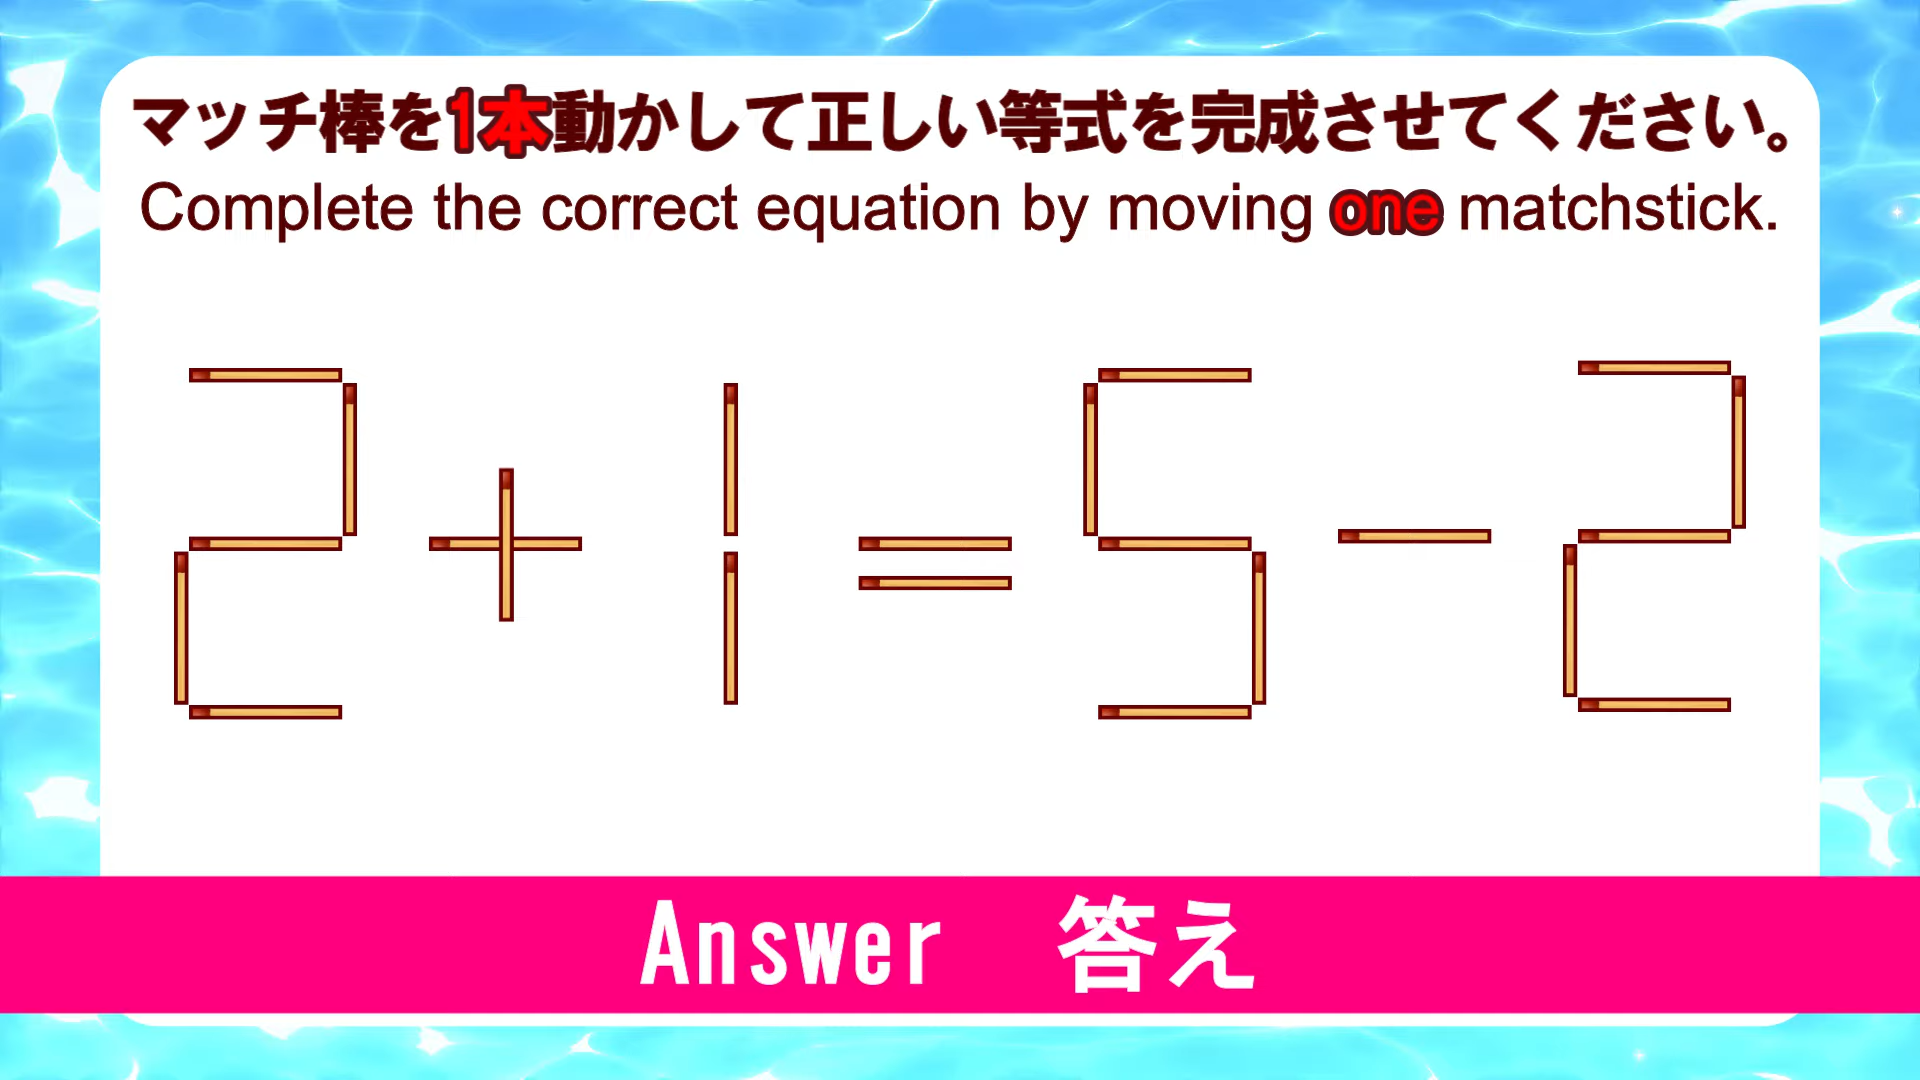 マッチ棒を1本動かして正しい等式を完成させてください。
Complete the correct equation by moving one matchstick.
2 + 1 = 5 − 2
Answer 答え